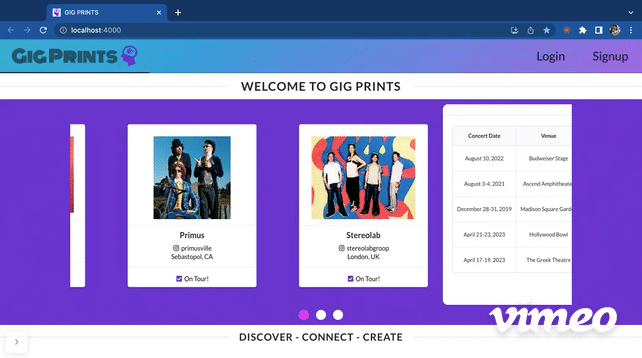 GIG PRINTS
localhost:4000
GIG PRINTS
Login
Signup
WELCOME TO GIG PRINTS
Primus
primusville
Sebastopol, CA
On Tour!
Stereolab
stereolabgroop
London, UK
On Tour!
Concert Date Venue
August 10, 2022 Budweiser Stage
August 3-4, 2021 Ascend Amphitheate
December 28-31, 2019 Madison Square Gard
April 21-23, 2023 Hollywood Bowl
April 17-19, 2023 The Greek Theatre
vimeo
DISCOVER - CONNECT - CREATE